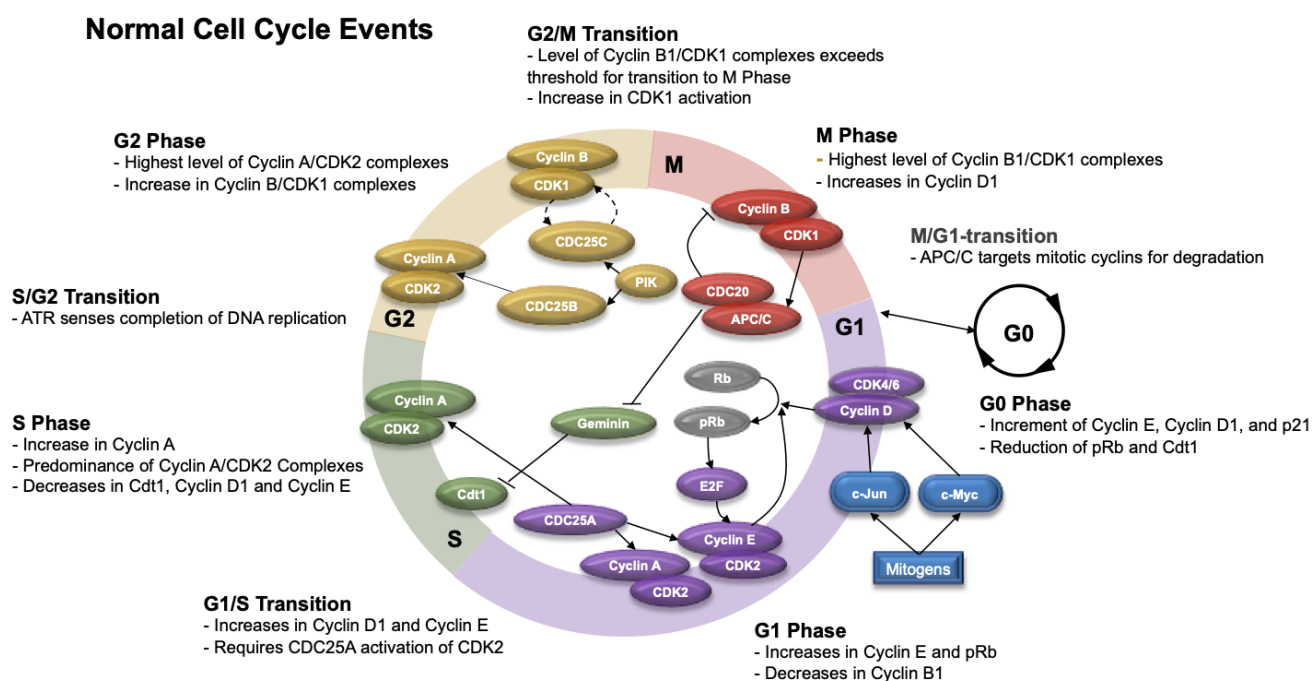 Normal Cell Cycle Events
G2/M Transition
- Level of Cyclin B1/CDK1 complexes exceeds
threshold for transition to M Phase
- Increase in CDK1 activation
G2 Phase
- Highest level of Cyclin A/CDK2 complexes
- Increase in Cyclin B/CDK1 complexes
M Phase
- Highest level of Cyclin B1/CDK1 complexes
- Increases in Cyclin D1
M/G1-transition
- APC/C targets mitotic cyclins for degradation
S/G2 Transition
- ATR senses completion of DNA replication
G0
G0 Phase
- Increment of Cyclin E, Cyclin D1, and p21
- Reduction of pRb and Cdt1
S Phase
- Increase in Cyclin A
- Predominance of Cyclin A/CDK2 Complexes
- Decreases in Cdt1, Cyclin D1 and Cyclin E
G1/S Transition
- Increases in Cyclin D1 and Cyclin E
- Requires CDC25A activation of CDK2
G1 Phase
- Increases in Cyclin E and pRb
- Decreases in Cyclin B1
M
Cyclin B
CDK1
CDC25C
PIK
CDC25B
Cyclin A
CDK2
G2
Cyclin B
CDK1
CDC20
APC/C
G1
CDK4/6
Cyclin D
Rb
pRb
E2F
Cyclin E
CDK2
Cyclin A
CDK2
CDC25A
Geminin
Cdt1
Cyclin A
CDK2
S
c-Jun
c-Myc
Mitogens